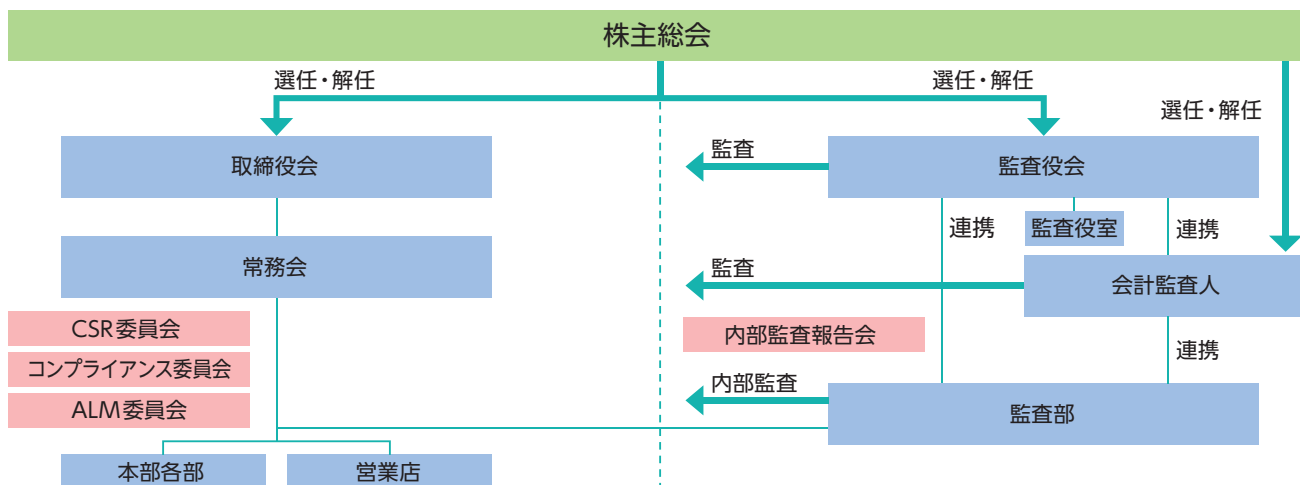 株主総会
選任・解任
選任・解任
選任・解任
取締役会
監査
監査役会
連携
監査役室
連携
常務会
監査
会計監査人
CSR委員会
内部監査報告会
コンプライアンス委員会
連携
内部監査
ALM委員会
監査部
本部各部
営業店